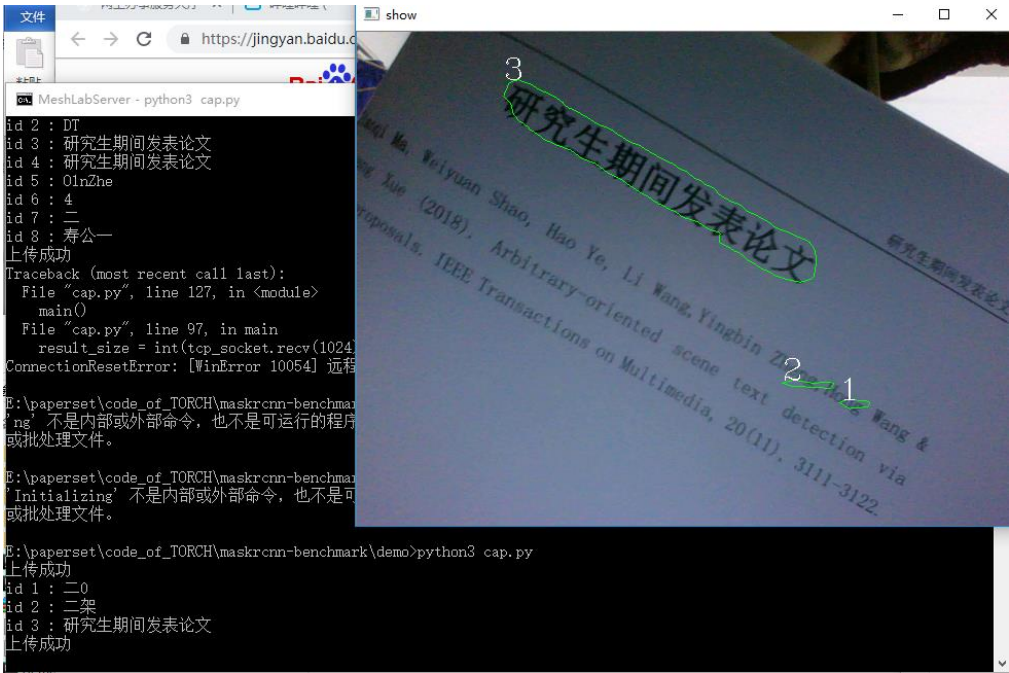 文件
https://jingyan.baidu.c
show
MeshLabServer - python3 cap.py
id 2 : DT
id 3 : 研究生期间发表论文
id 4 : 研究生期间发表论文
id 5 : O1nZhe
id 6 : 4
id 7 : 二
id 8 : 寿公一
上传成功
Traceback (most recent call last):
File "cap.py", line 127, in <module>
main()
File "cap.py", line 97, in main
result_size = int(tcp_socket.recv(1024)
ConnectionResetError: [WinError 10054] 远程
E:\paperset\code_of_TORCH\maskrcnn-benchmar
'ng' 不是内部或外部命令，也不是可运行的程序
或批处理文件。
E:\paperset\code_of_TORCH\maskrcnn-benchmar
'Initializing' 不是内部或外部命令，也不是可
或批处理文件。
E:\paperset\code_of_TORCH\maskrcnn-benchmark\demo>python3 cap.py
上传成功
id 1 : 二0
id 2 : 二架
id 3 : 研究生期间发表论文
上传成功
3
研究生期间发表论文
研究生期间发表论文
Ma, Weiyuan Shao, Hao Ye, Li Wang, Yingbin Wang &
Xue (2018). Arbitrary-oriented scene text detection via
roposals. IEEE Transactions on Multimedia, 20(11), 3111-3122.
2
1